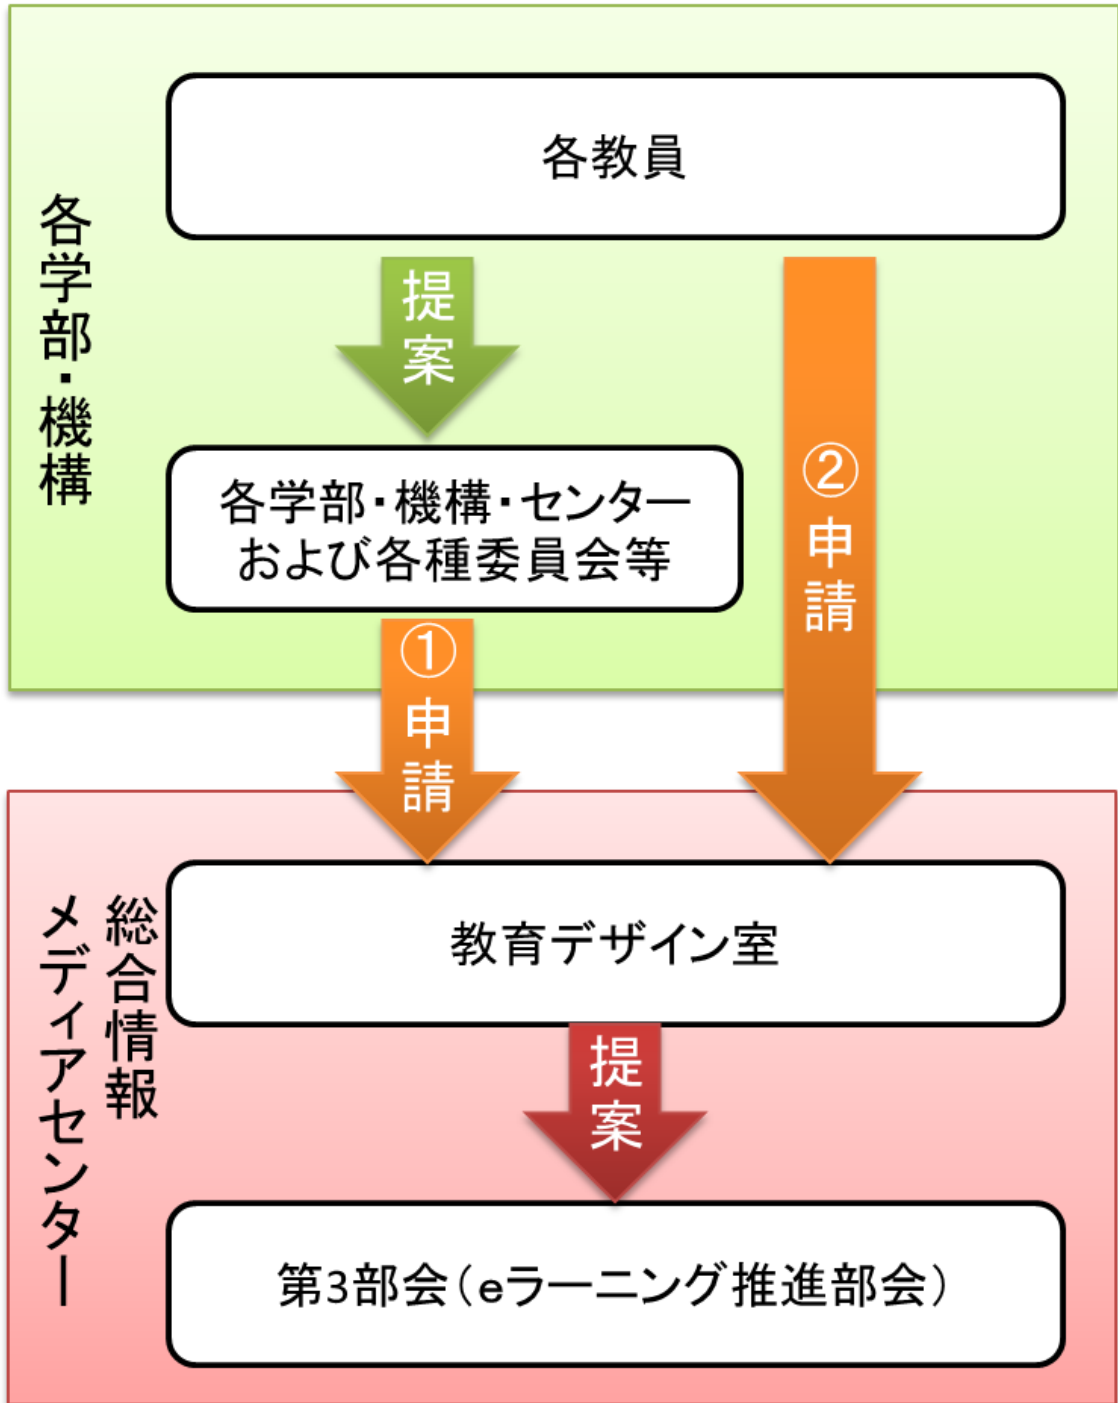 各学部・機構
各教員
提案
各学部・機構・センター
および各種委員会等
①申請
②申請
総合情報
メディアセンター
教育デザイン室
提案
第3部会（eラーニング推進部会）